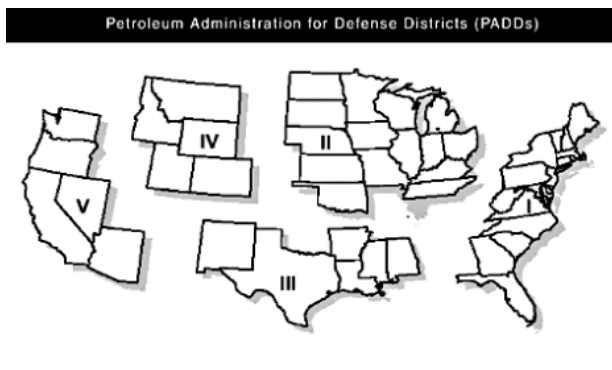 Petroleum Administration for Defense Districts (PADDs)
IV
II
V
I
III